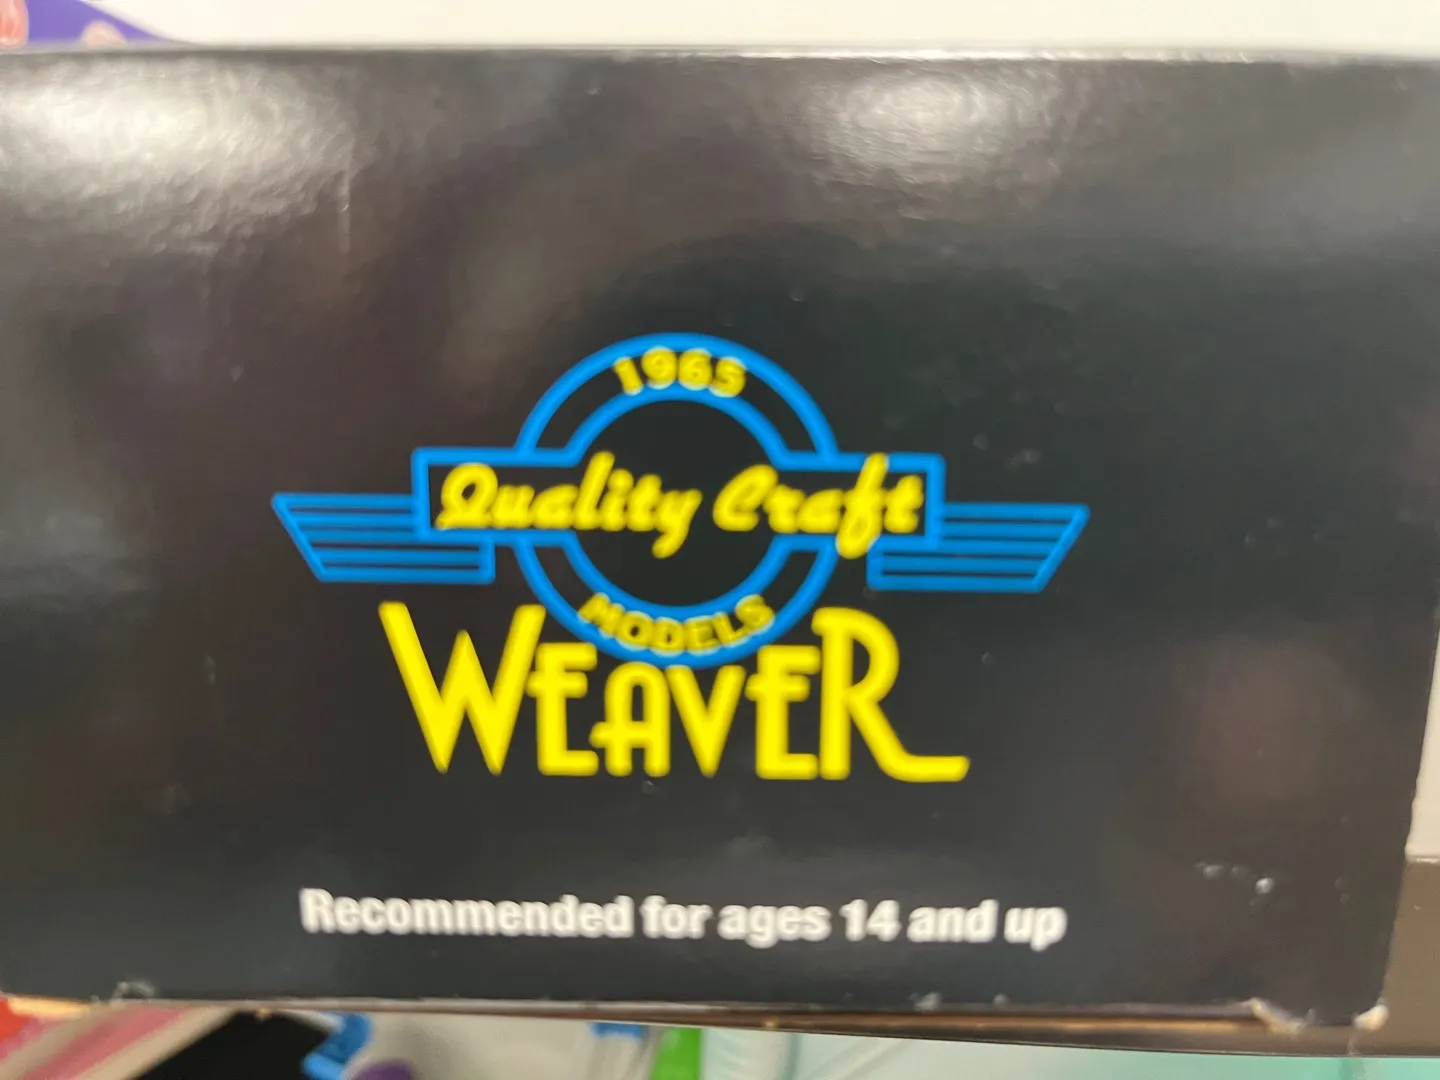 1965
Quality Craft
MODELS
WEAVER
Recommended for ages 14 and up